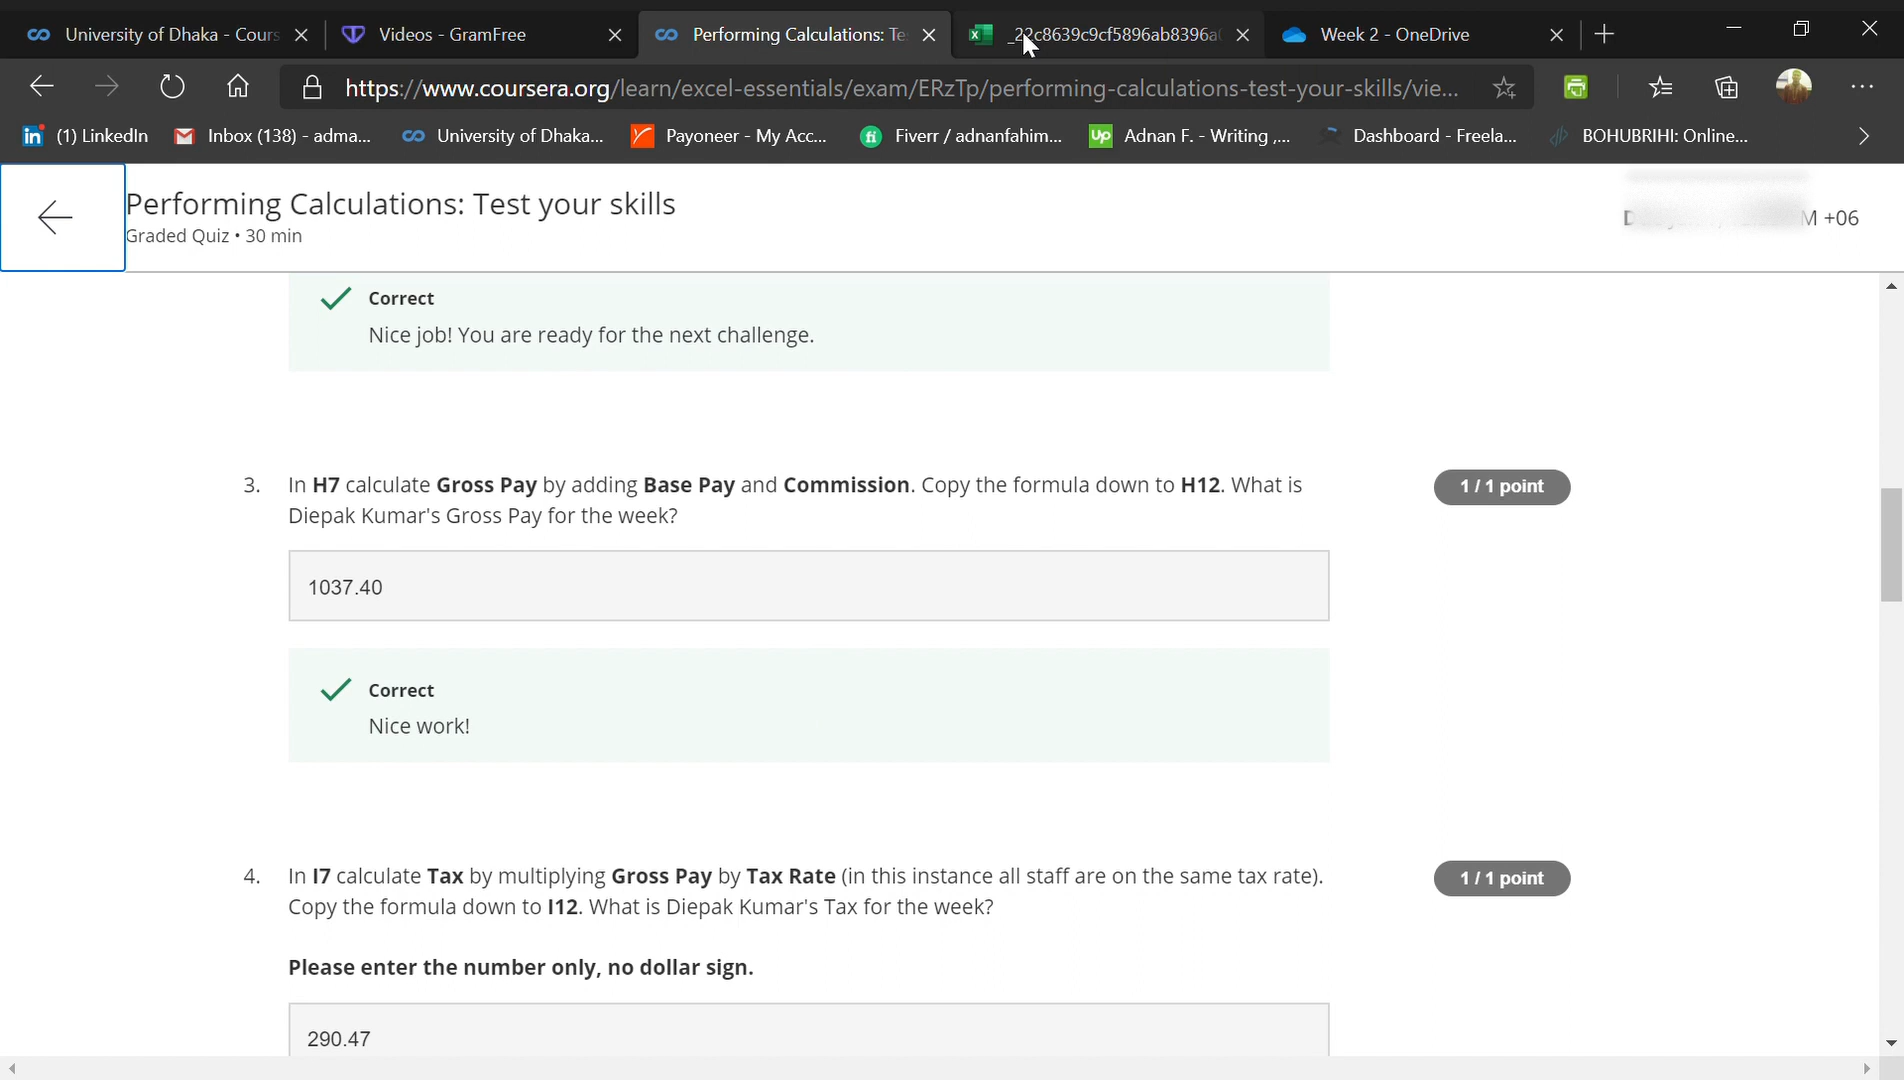 University of Dhaka - Cours
Videos - GramFree
Performing Calculations: Te
_22c8639c9cf5896ab8396a
Week 2 - OneDrive
https://www.coursera.org/learn/excel-essentials/exam/ERzTp/performing-calculations-test-your-skills/vie...
(1) LinkedIn
Inbox (138) - adma...
University of Dhaka...
Payoneer - My Acc...
Fiverr / adnanfahim...
Adnan F. - Writing ,...
Dashboard - Freela...
BOHUBRIHI: Online...
Performing Calculations: Test your skills
Graded Quiz • 30 min
M +06
Correct
Nice job! You are ready for the next challenge.
3. In H7 calculate Gross Pay by adding Base Pay and Commission. Copy the formula down to H12. What is
Diepak Kumar's Gross Pay for the week?
1 / 1 point
1037.40
Correct
Nice work!
4. In I7 calculate Tax by multiplying Gross Pay by Tax Rate (in this instance all staff are on the same tax rate).
Copy the formula down to I12. What is Diepak Kumar's Tax for the week?
1 / 1 point
Please enter the number only, no dollar sign.
290.47